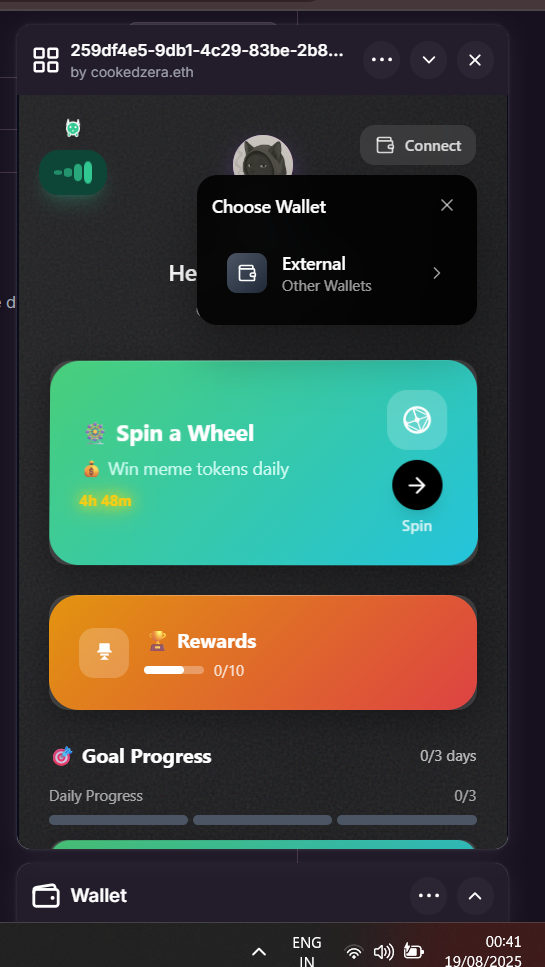 259df4e5-9db1-4c29-83be-2b8...
by cookedzera.eth
Connect
Choose Wallet
External
Other Wallets
He
e d
Spin a Wheel
Win meme tokens daily
4h 48m
Spin
Rewards
0/10
Goal Progress
0/3 days
Daily Progress
0/3
Wallet
ENG
IN
00:41
19/08/2025